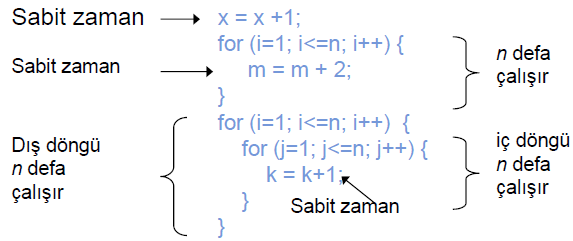 Sabit zaman
x = x +1;
for (i=1; i<=n; i++) {
Sabit zaman
m = m + 2;
}
n defa
çalışır
for (i=1; i<=n; i++) {
for (j=1; j<=n; j++) {
k = k+1;
}
}
Dış döngü
n defa
çalışır
iç döngü
n defa
çalışır
Sabit zaman